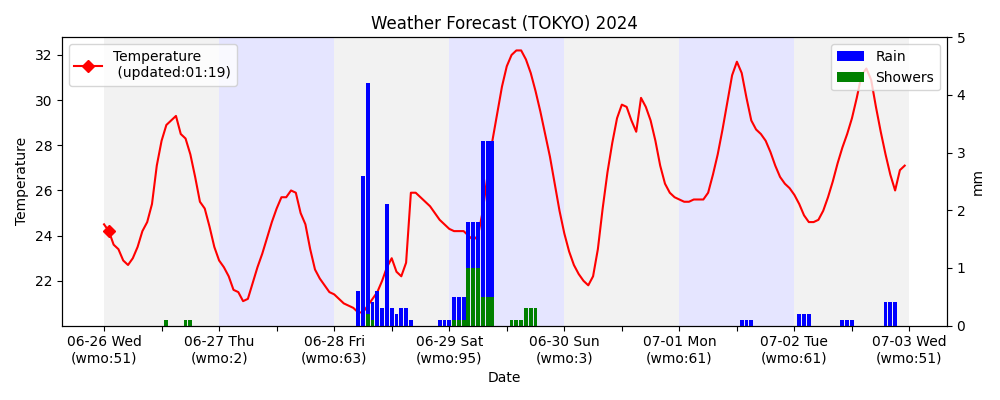 Weather Forecast (TOKYO) 2024
Temperature
(updated:01:19)
Rain
Showers
Temperature
32
30
28
26
24
22
5
4
3
2
1
0
mm
06-26 Wed
(wmo:51)
06-27 Thu
(wmo:2)
06-28 Fri
(wmo:63)
06-29 Sat
(wmo:95)
06-30 Sun
(wmo:3)
07-01 Mon
(wmo:61)
07-02 Tue
(wmo:61)
07-03 Wed
(wmo:51)
Date